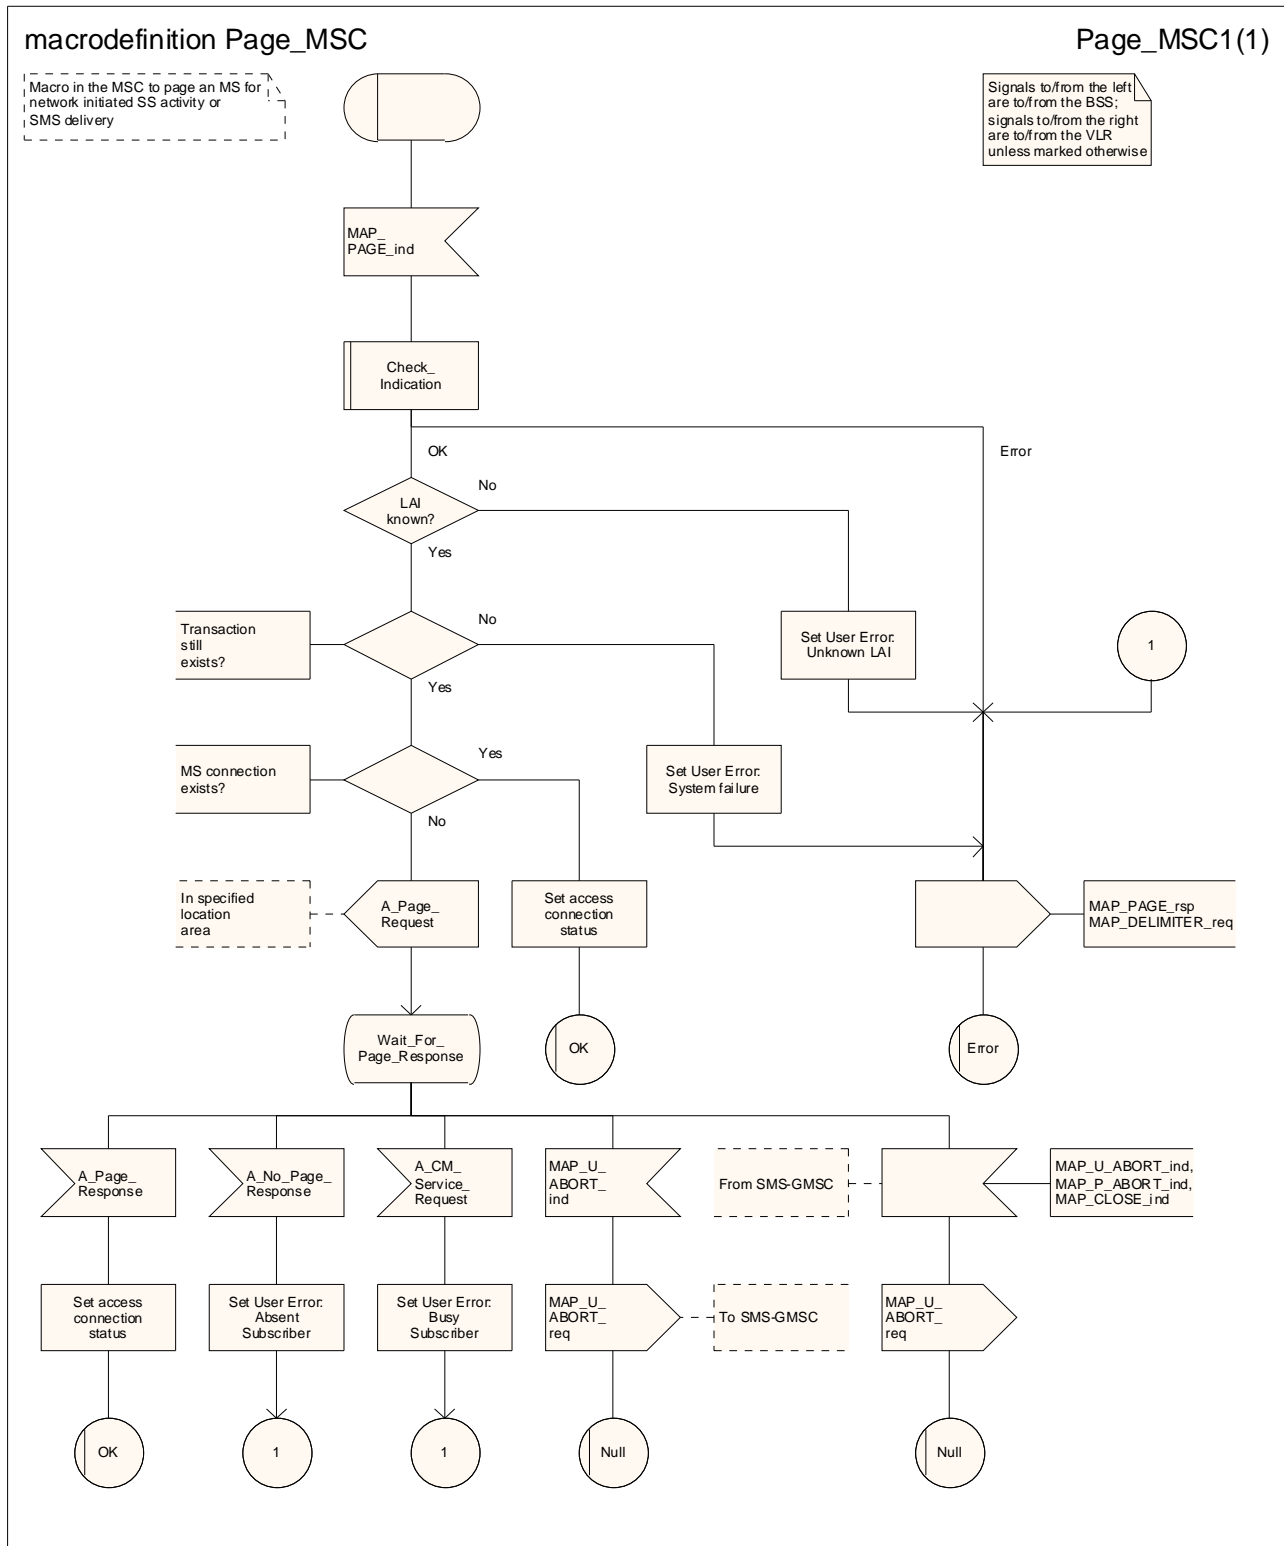 macrodefinition Page_MSC
Page_MSC1(1)
Macro in the MSC to page an MS for
network initiated SS activity or
SMS delivery
Signals to/from the left
are to/from the BSS;
signals to/from the right
are to/from the VLR
unless marked otherwise
MAP_
PAGE_ind
Check_
Indication
OK
Error
No
LAI
known?
Yes
Transaction
still
exists?
No
Set User Error:
Unknown LAI
1
Yes
MS connection
exists?
Yes
Set User Error:
System failure
No
In specified
location
area
A_Page_
Request
Set access
connection
status
MAP_PAGE_rsp
MAP_DELIMITER_req
Wait_For_
Page_Response
OK
Error
A_Page_
Response
A_No_Page_
Response
A_CM_
Service_
Request
MAP_U_
ABORT_
ind
From SMS-GMSC
MAP_U_ABORT_ind,
MAP_P_ABORT_ind,
MAP_CLOSE_ind
Set access
connection
status
Set User Error:
Absent
Subscriber
Set User Error:
Busy
Subscriber
MAP_U_
ABORT_
req
To SMS-GMSC
MAP_U_
ABORT_
req
OK
1
1
Null
Null